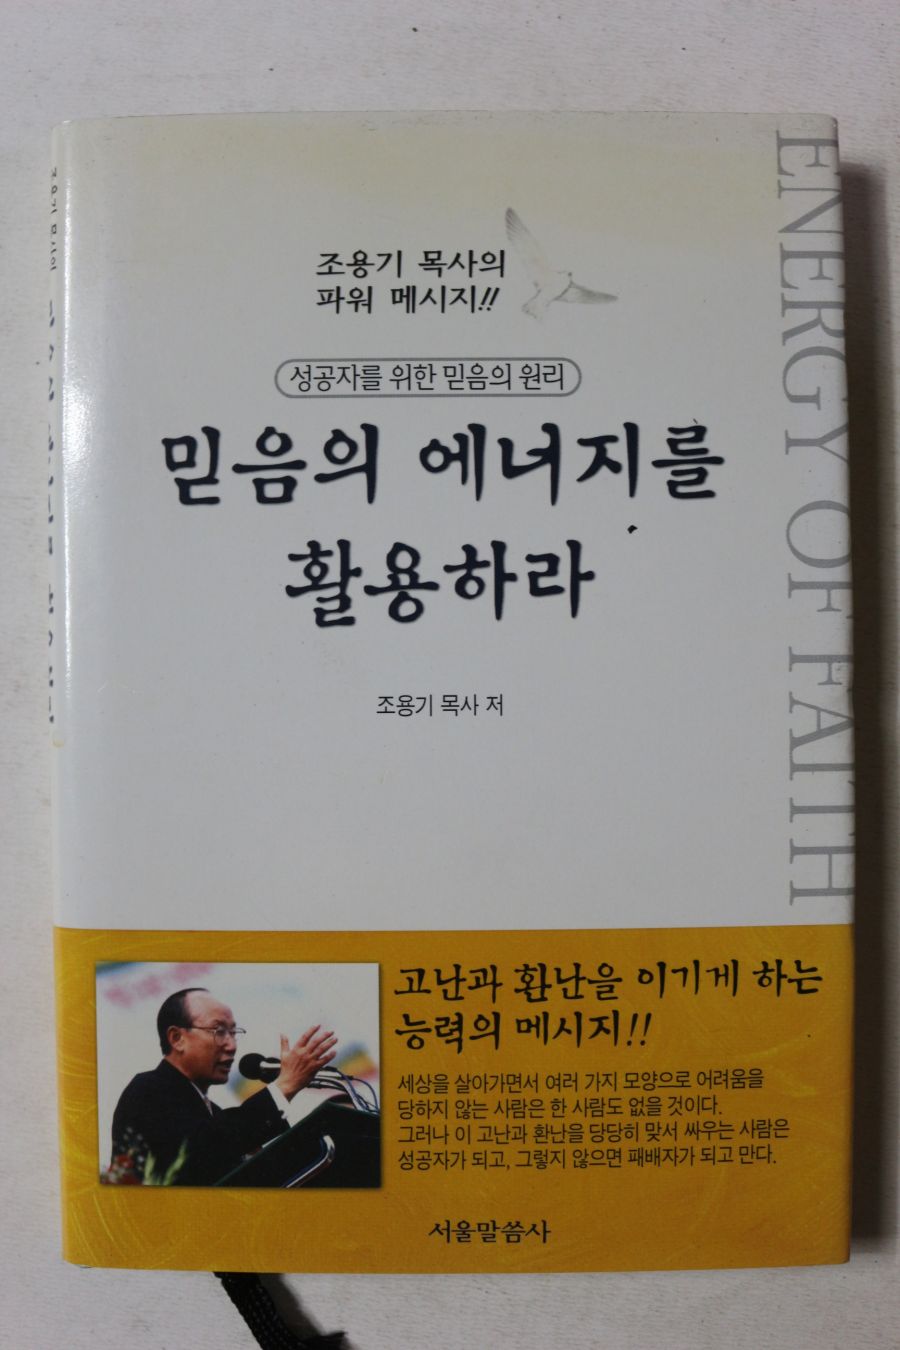 조용기 목사의
파워 메시지!!
성공자를 위한 믿음의 원리
믿음의 에너지를
활용하라
조용기 목사 저
ENERGY OF FAITH
고난과 환난을 이기게 하는
능력의 메시지!!
세상을 살아가면서 여러 가지 모양으로 어려움을
당하지 않는 사람은 한 사람도 없을 것이다.
그러나 이 고난과 환난을 당당히 맞서 싸우는 사람은
성공자가 되고, 그렇지 않으면 패배자가 되고 만다.
서울말씀사